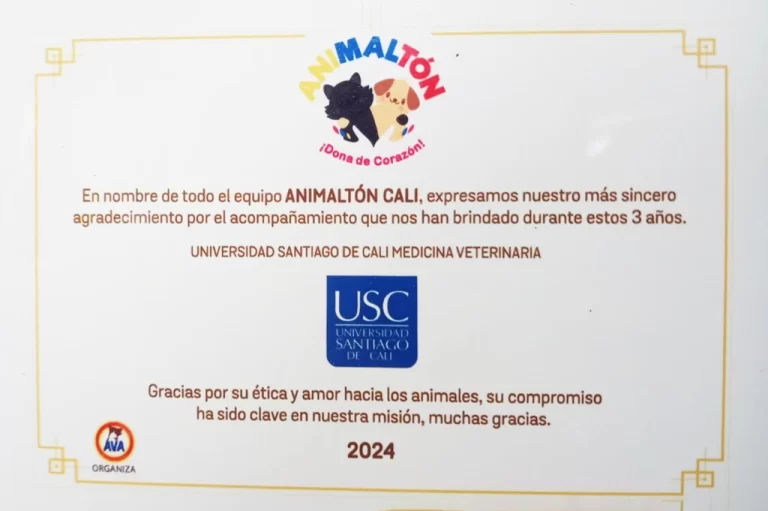 ANIMALTÓN
¡Dona de Corazón!
En nombre de todo el equipo ANIMALTÓN CALI, expresamos nuestro más sincero
agradecimiento por el acompañamiento que nos han brindado durante estos 3 años.
UNIVERSIDAD SANTIAGO DE CALI MEDICINA VETERINARIA
USC
UNIVERSIDAD
SANTIAGO
DE CALI
Gracias por su ética y amor hacia los animales, su compromiso
ha sido clave en nuestra misión, muchas gracias.
AVA
ORGANIZA
2024